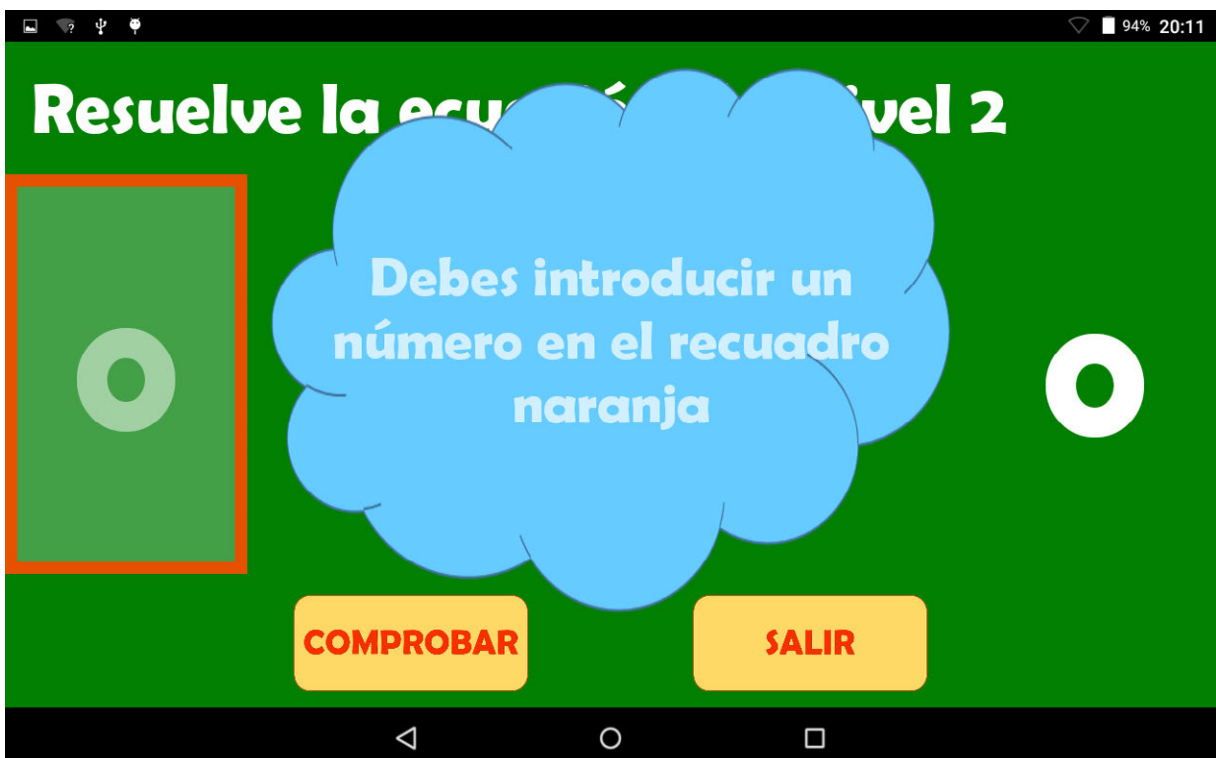 94% 20:11
Resuelve la vel 2
Debes introducir un
número en el recuadro
naranja
0 0
COMPROBAR SALIR